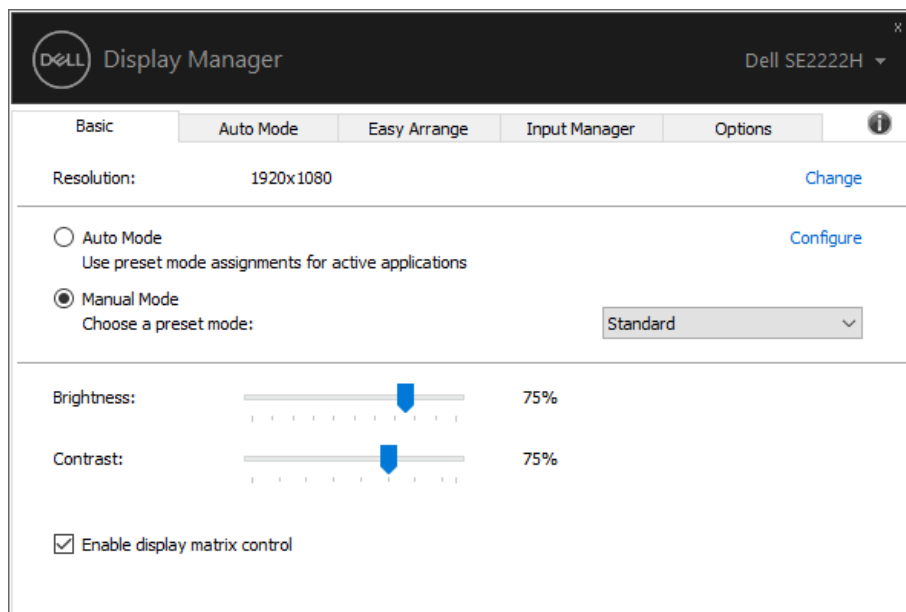 x
DELL Display Manager Dell SE2222H
Basic Auto Mode Easy Arrange Input Manager Options i
Resolution: 1920x1080 Change
Auto Mode Configure
Use preset mode assignments for active applications
Manual Mode
Choose a preset mode: Standard
Brightness: 75%
Contrast: 75%
Enable display matrix control